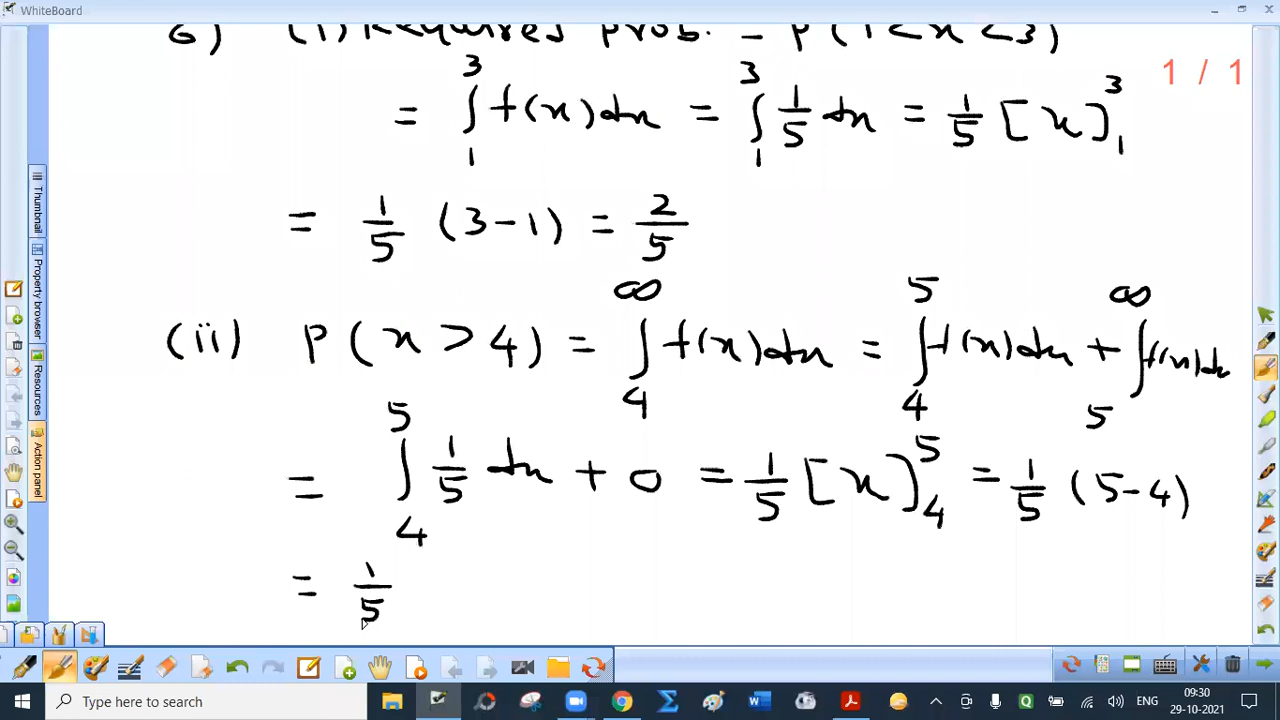 WhiteBoard
6) (i) Required prob. = P(1<x<3)
1 / 1
= ∫₁³ f(x)dx = ∫₁³ 1/5 dx = 1/5 [x]₁³
= 1/5 (3-1) = 2/5
(ii) P(x>4) = ∫₄^∞ f(x)dx = ∫₄⁵ f(x)dx + ∫₅^∞ f(x)dx
= ∫₄⁵ 1/5 dx + 0 = 1/5 [x]₄⁵ = 1/5 (5-4)
= 1/5
Thumbnail
Property browser
Resources
Action panel
Type here to search
ENG
09:30
29-10-2021